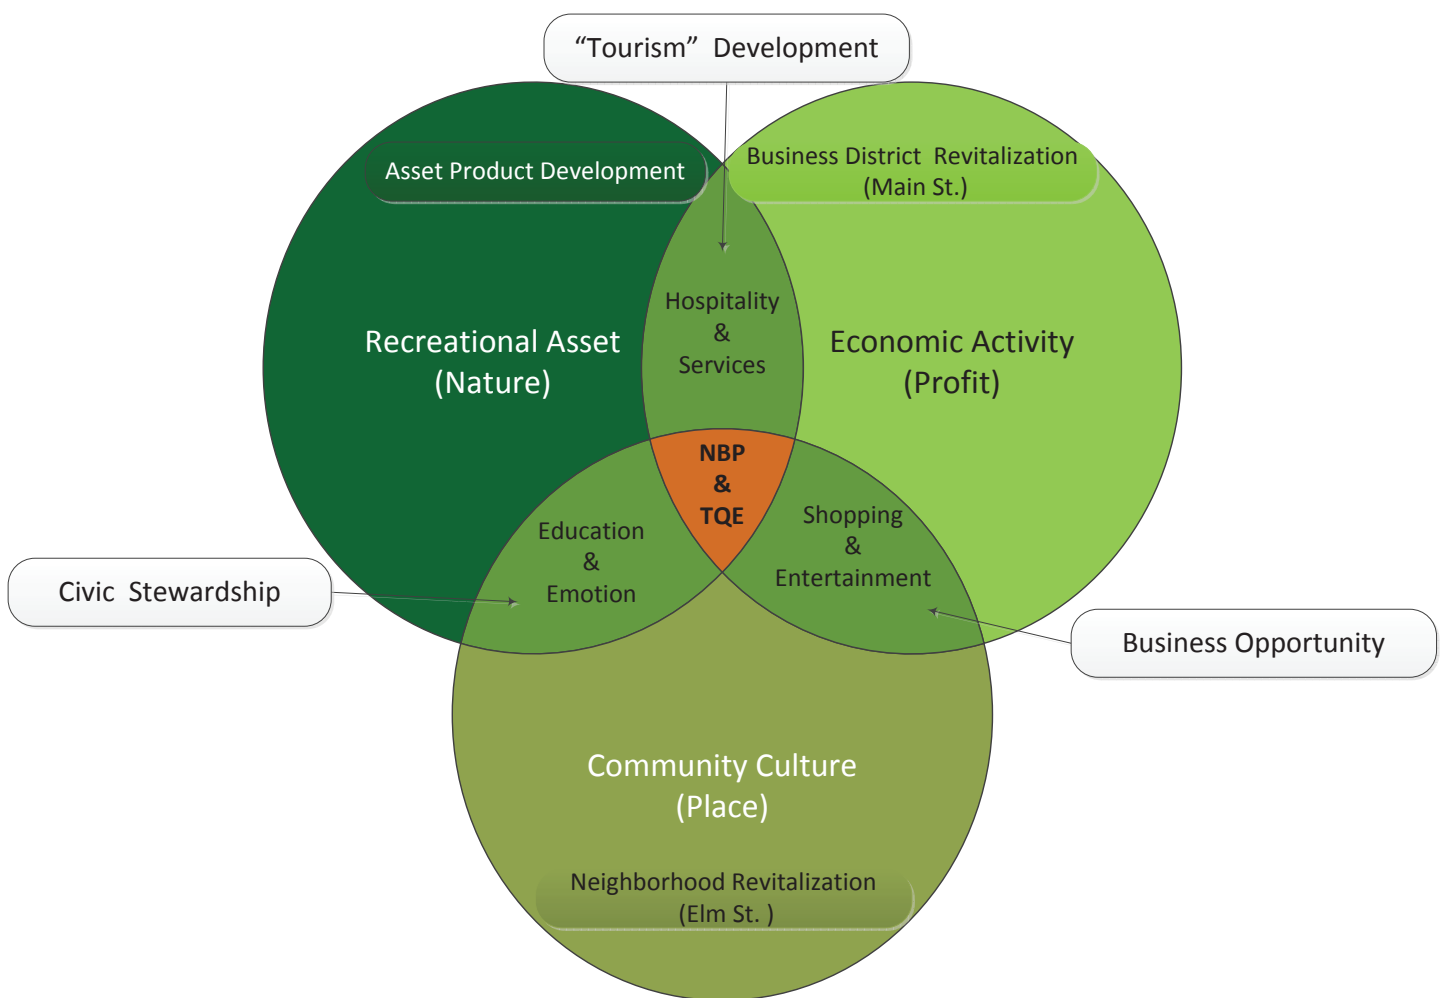 “Tourism”  Development
Asset Product Development
Business District  Revitalization
(Main St.)
Hospitality
&
Services
Recreational Asset
(Nature)
Economic Activity
(Profit)
NBP
&
TQE
Education
&
Emotion
Shopping
&
Entertainment
Civic  Stewardship
Business Opportunity
Community Culture
(Place)
Neighborhood Revitalization
(Elm St. )